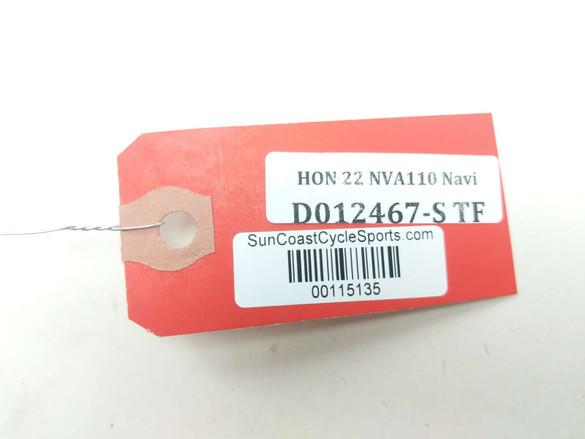 HON 22 NVA110 Navi
D012467-S TF
SunCoastCycleSports.com
00115135